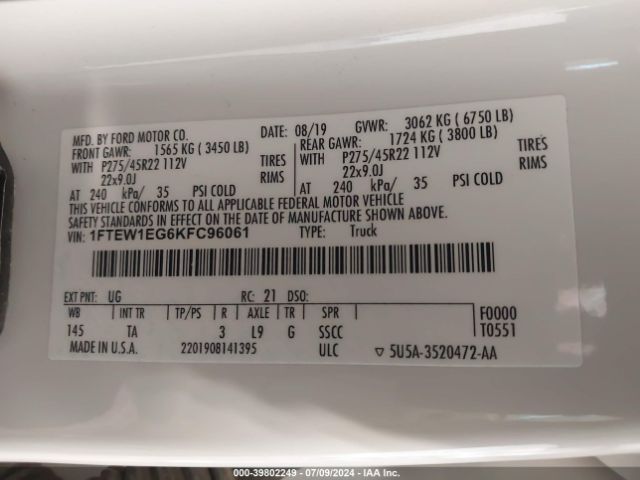 MFD. BY FORD MOTOR CO. DATE: 08/19 GVWR: 3062 KG ( 6750 LB)
FRONT GAWR: 1565 KG ( 3450 LB) REAR GAWR: 1724 KG ( 3800 LB)
WITH P275/45R22 112V TIRES WITH P275/45R22 112V TIRES
22x9.0J RIMS 22x9.0J RIMS
AT 240 kPa/ 35 PSI COLD AT 240 kPa/ 35 PSI COLD
THIS VEHICLE CONFORMS TO ALL APPLICABLE FEDERAL MOTOR VEHICLE
SAFETY STANDARDS IN EFFECT ON THE DATE OF MANUFACTURE SHOWN ABOVE.
VIN: 1FTEW1EG6KFC96061 TYPE: Truck
EXT PNT: UG RC: 21 DSO:
WB INT TR TP/PS R AXLE TR SPR F0000
145 TA 3 L9 G SSCC T0551
MADE IN U.S.A. 2201908141395 ULC ▽ 5U5A-3520472-AA
000-39802249 - 07/09/2024 - IAA Inc.